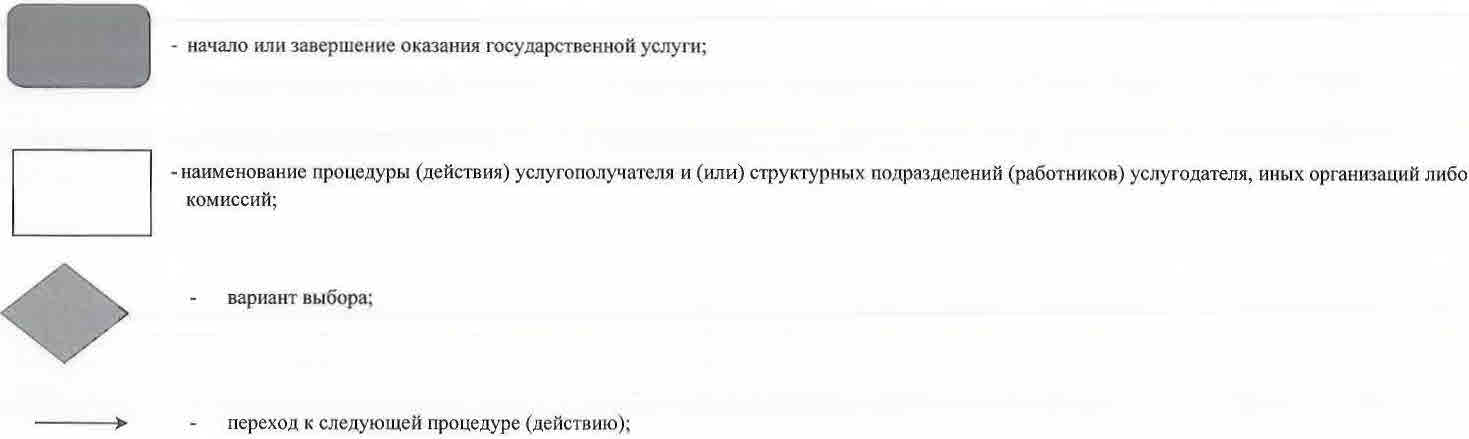 - начало или завершение оказания государственной услуги;
- наименование процедуры (действия) услугополучателя и (или) структурных подразделений (работников) услугодателя, иных организаций либо
комиссий;
- вариант выбора;
- переход к следующей процедуре (действию);